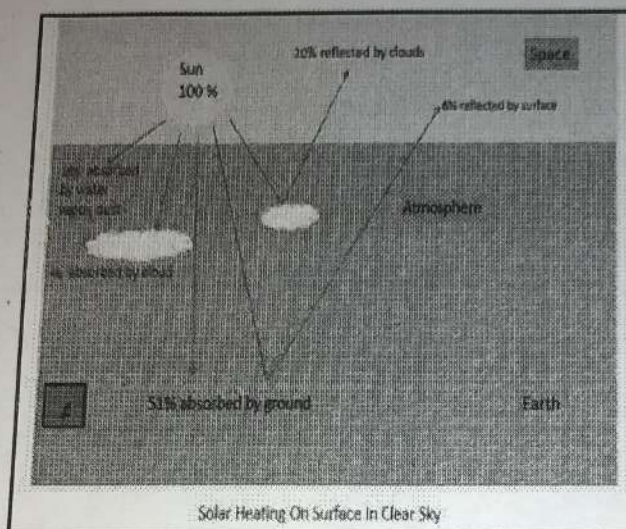 20% reflected by clouds
Space
Sun
100 %
6% reflected by surface
absorbed
by water
Atmosphere
absorbed by cloud
51% absorbed by ground
Earth
Solar Heating On Surface In Clear Sky